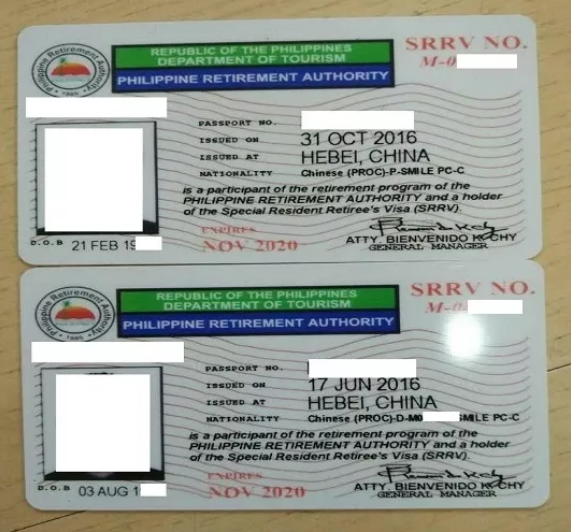 Philippine Retirement Authority
1985
REPUBLIC OF THE PHILIPPINES
DEPARTMENT OF TOURISM
PHILIPPINE RETIREMENT AUTHORITY
SRRV NO.
M-0
PASSPORT NO.
ISSUED ON 31 OCT 2016
ISSUED AT HEBEI, CHINA
NATIONALITY Chinese (PROC)-P-SMILE PC-C
is a participant of the retirement program of the
PHILIPPINE RETIREMENT AUTHORITY and a holder
of the Special Resident Retiree's Visa (SRRV).
D.O.B 21 FEB 19
EXPIRES
NOV 2020
ATTY. BIENVENIDO K. CHY
GENERAL MANAGER
Philippine Retirement Authority
1985
REPUBLIC OF THE PHILIPPINES
DEPARTMENT OF TOURISM
PHILIPPINE RETIREMENT AUTHORITY
SRRV NO.
M-0
PASSPORT NO.
ISSUED ON 17 JUN 2016
ISSUED AT HEBEI, CHINA
NATIONALITY Chinese (PROC)-D-M SMILE PC-C
is a participant of the retirement program of the
PHILIPPINE RETIREMENT AUTHORITY and a holder
of the Special Resident Retiree's Visa (SRRV).
D.O.B 03 AUG 1
EXPIRES
NOV 2020
ATTY. BIENVENIDO K. CHY
GENERAL MANAGER